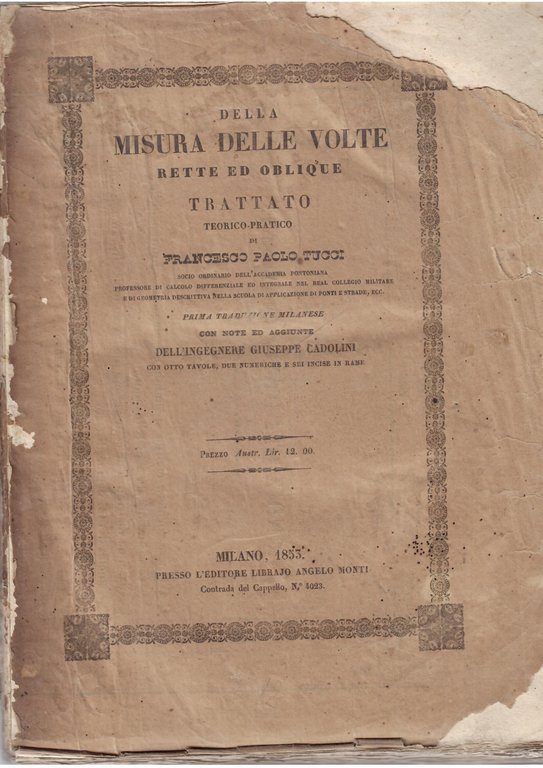 DELLA
MISURA DELLE VOLTE
RETTE ED OBLIQUE
TRATTATO
TEORICO-PRATICO
DI
FRANCESCO PAOLO TUCCI
SOCIO ORDINARIO DELL'ACCADEMIA PONTONIANA
PROFESSORE DI CALCOLO DIFFERENZIALE ED INTEGRALE NEL REAL COLLEGIO MILITARE
E DI GEOMETRIA DESCRITTIVA NELLA SCUOLA DI APPLICAZIONE DI PONTI E STRADE, ECC.
PRIMA TRADUZIONE MILANESE
CON NOTE ED AGGIUNTE
DELL'INGEGNERE GIUSEPPE CADOLINI
CON OTTO TAVOLE, DUE NUMERICHE E SEI INCISE IN RAME
PREZZO Austr. Lir. 12. 00.
MILANO, 1853.
PRESSO L'EDITORE LIBRAJO ANGELO MONTI
Contrada del Cappello, N.° 4023.